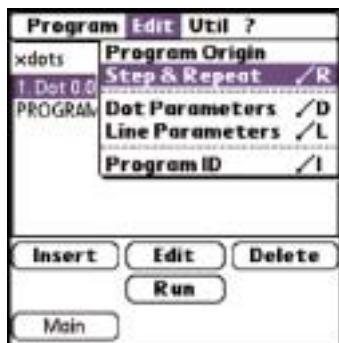 Program Edit Util ?
xdots
Program Origin
1. Dot 0.0
Step & Repeat /R
PROGRAM
Dot Parameters /D
Line Parameters /L
Program ID /I
Insert Edit Delete
Run
Main